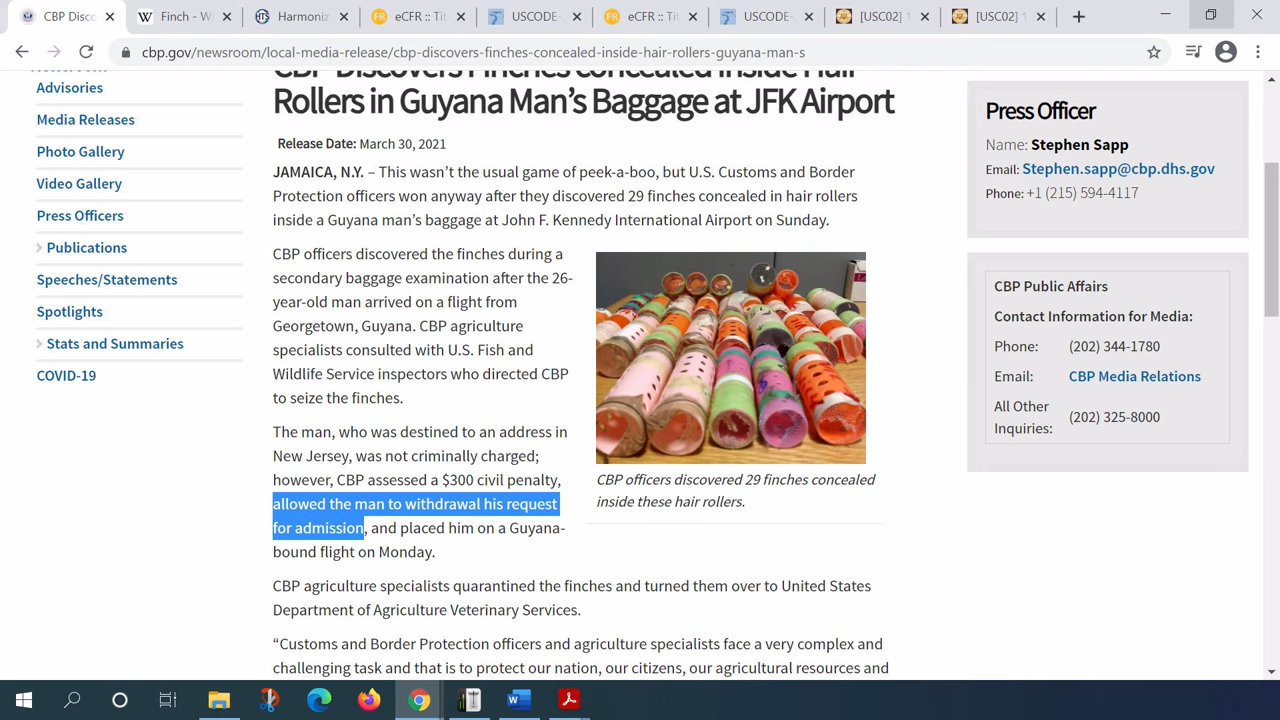 CBP Disco
Finch - Wi
Harmoniz
eCFR :: Tit
USCODE-
eCFR :: Tit
USCODE-
[USC02] 1
[USC02] 1
cbp.gov/newsroom/local-media-release/cbp-discovers-finches-concealed-inside-hair-rollers-guyana-man-s
Newsroom
Advisories
Media Releases
Photo Gallery
Video Gallery
Press Officers
Publications
Speeches/Statements
Spotlights
Stats and Summaries
COVID-19
CBP Discovers Finches Concealed Inside Hair
Rollers in Guyana Man’s Baggage at JFK Airport
Release Date: March 30, 2021
JAMAICA, N.Y. – This wasn’t the usual game of peek-a-boo, but U.S. Customs and Border
Protection officers won anyway after they discovered 29 finches concealed in hair rollers
inside a Guyana man’s baggage at John F. Kennedy International Airport on Sunday.
CBP officers discovered the finches during a
secondary baggage examination after the 26-
year-old man arrived on a flight from
Georgetown, Guyana. CBP agriculture
specialists consulted with U.S. Fish and
Wildlife Service inspectors who directed CBP
to seize the finches.
The man, who was destined to an address in
New Jersey, was not criminally charged;
however, CBP assessed a $300 civil penalty,
allowed the man to withdrawal his request
for admission, and placed him on a Guyana-
bound flight on Monday.
CBP officers discovered 29 finches concealed
inside these hair rollers.
CBP agriculture specialists quarantined the finches and turned them over to United States
Department of Agriculture Veterinary Services.
“Customs and Border Protection officers and agriculture specialists face a very complex and
challenging task and that is to protect our nation, our citizens, our agricultural resources and
Press Officer
Name: Stephen Sapp
Email: Stephen.sapp@cbp.dhs.gov
Phone: +1 (215) 594-4117
CBP Public Affairs
Contact Information for Media:
Phone: (202) 344-1780
Email: CBP Media Relations
All Other
Inquiries: (202) 325-8000